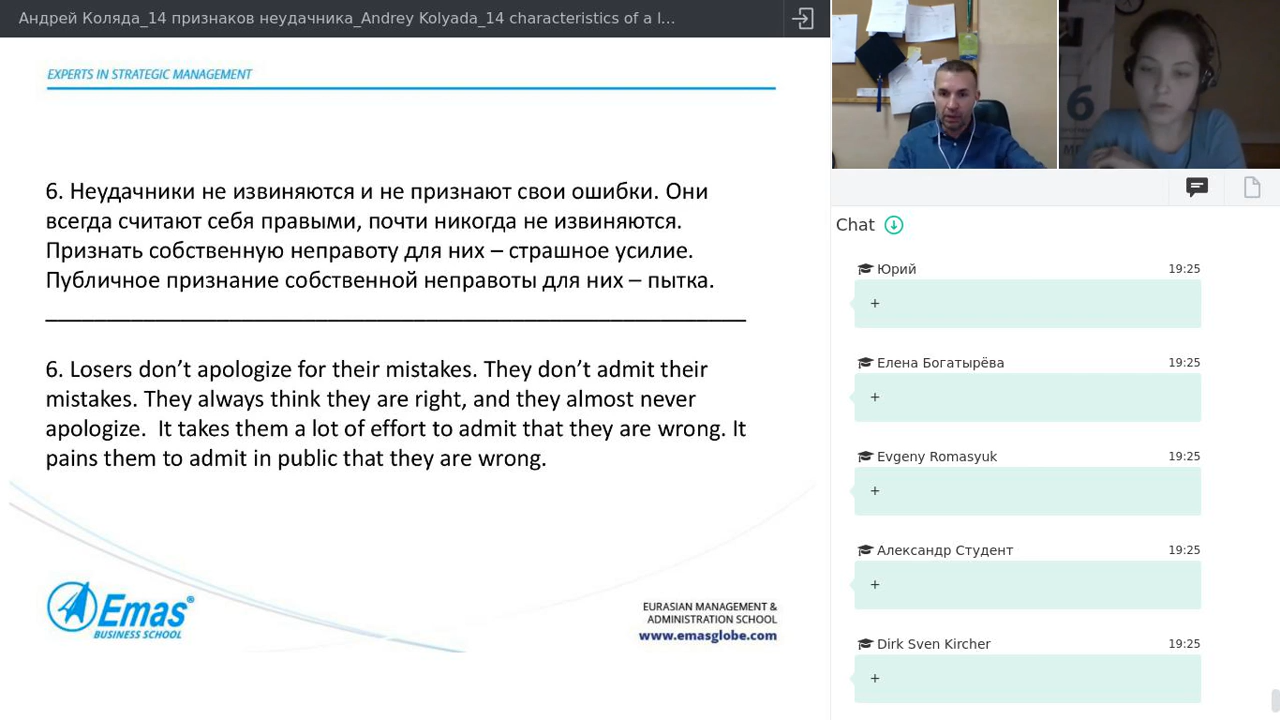 Андрей Коляда_14 признаков неудачника_Andrey Kolyada_14 characteristics of a l...
EXPERTS IN STRATEGIC MANAGEMENT
6. Неудачники не извиняются и не признают свои ошибки. Они
всегда считают себя правыми, почти никогда не извиняются.
Признать собственную неправоту для них – страшное усилие.
Публичное признание собственной неправоты для них – пытка.
6. Losers don’t apologize for their mistakes. They don’t admit their
mistakes. They always think they are right, and they almost never
apologize.  It takes them a lot of effort to admit that they are wrong. It
pains them to admit in public that they are wrong.
Emas®
BUSINESS SCHOOL
EURASIAN MANAGEMENT &
ADMINISTRATION SCHOOL
www.emasglobe.com
6
Chat
Юрий 19:25
+
Елена Богатырёва 19:25
+
Evgeny Romasyuk 19:25
+
Александр Студент 19:25
+
Dirk Sven Kircher 19:25
+